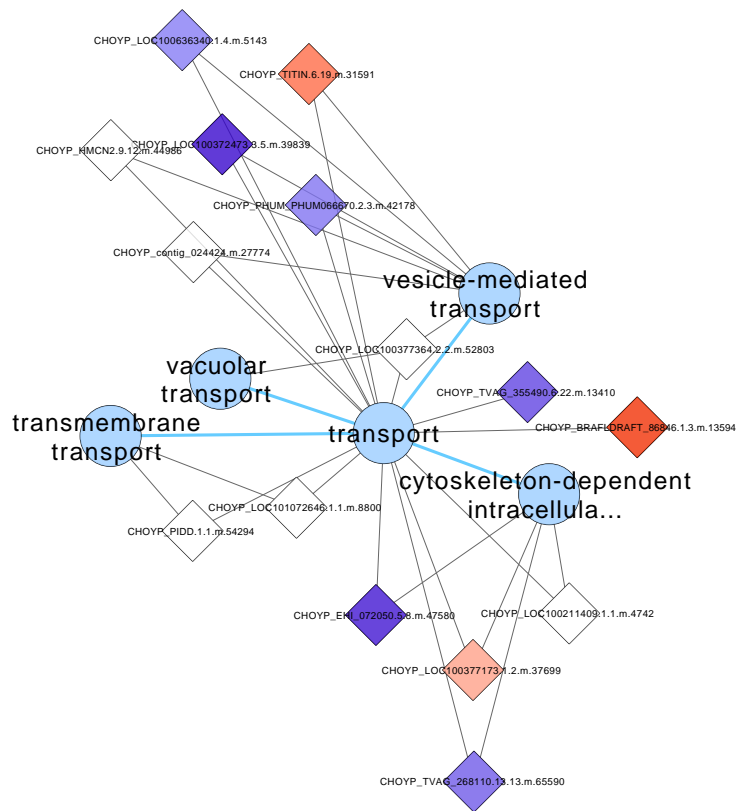 CHOYP_LOC100636340.1.4.m.5143
CHOYP_TITIN.6.19.m.31591
CHOYP_LOC100372473.3.5.m.39839
CHOYP_HMCN2.9.12.m.44986
CHOYP_PHUM_PHUM066670.2.3.m.42178
CHOYP_contig_024424.m.27774
vesicle-mediated
transport
CHOYP_LOC100377364.2.2.m.52803
vacuolar
transport
CHOYP_TVAG_355490.6.22.m.13410
transmembrane
transport
transport
CHOYP_BRAFLDRAFT_86846.1.3.m.13594
cytoskeleton-dependent
intracellula...
CHOYP_LOC101072646.1.1.m.8800
CHOYP_PIDD.1.1.m.54294
CHOYP_EHI_072050.5.8.m.47580
CHOYP_LOC100211409.1.1.m.4742
CHOYP_LOC100377173.1.2.m.37699
CHOYP_TVAG_268110.13.13.m.65590